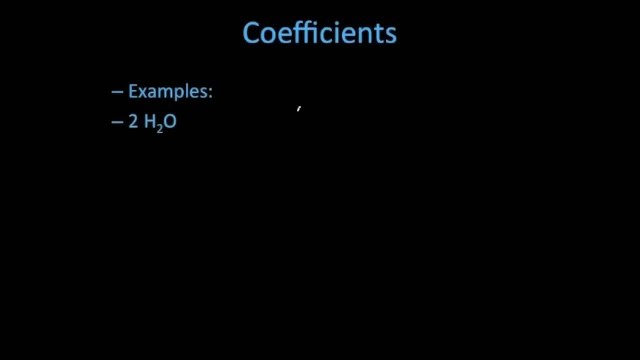 Coefficients
– Examples:
– 2 H₂O